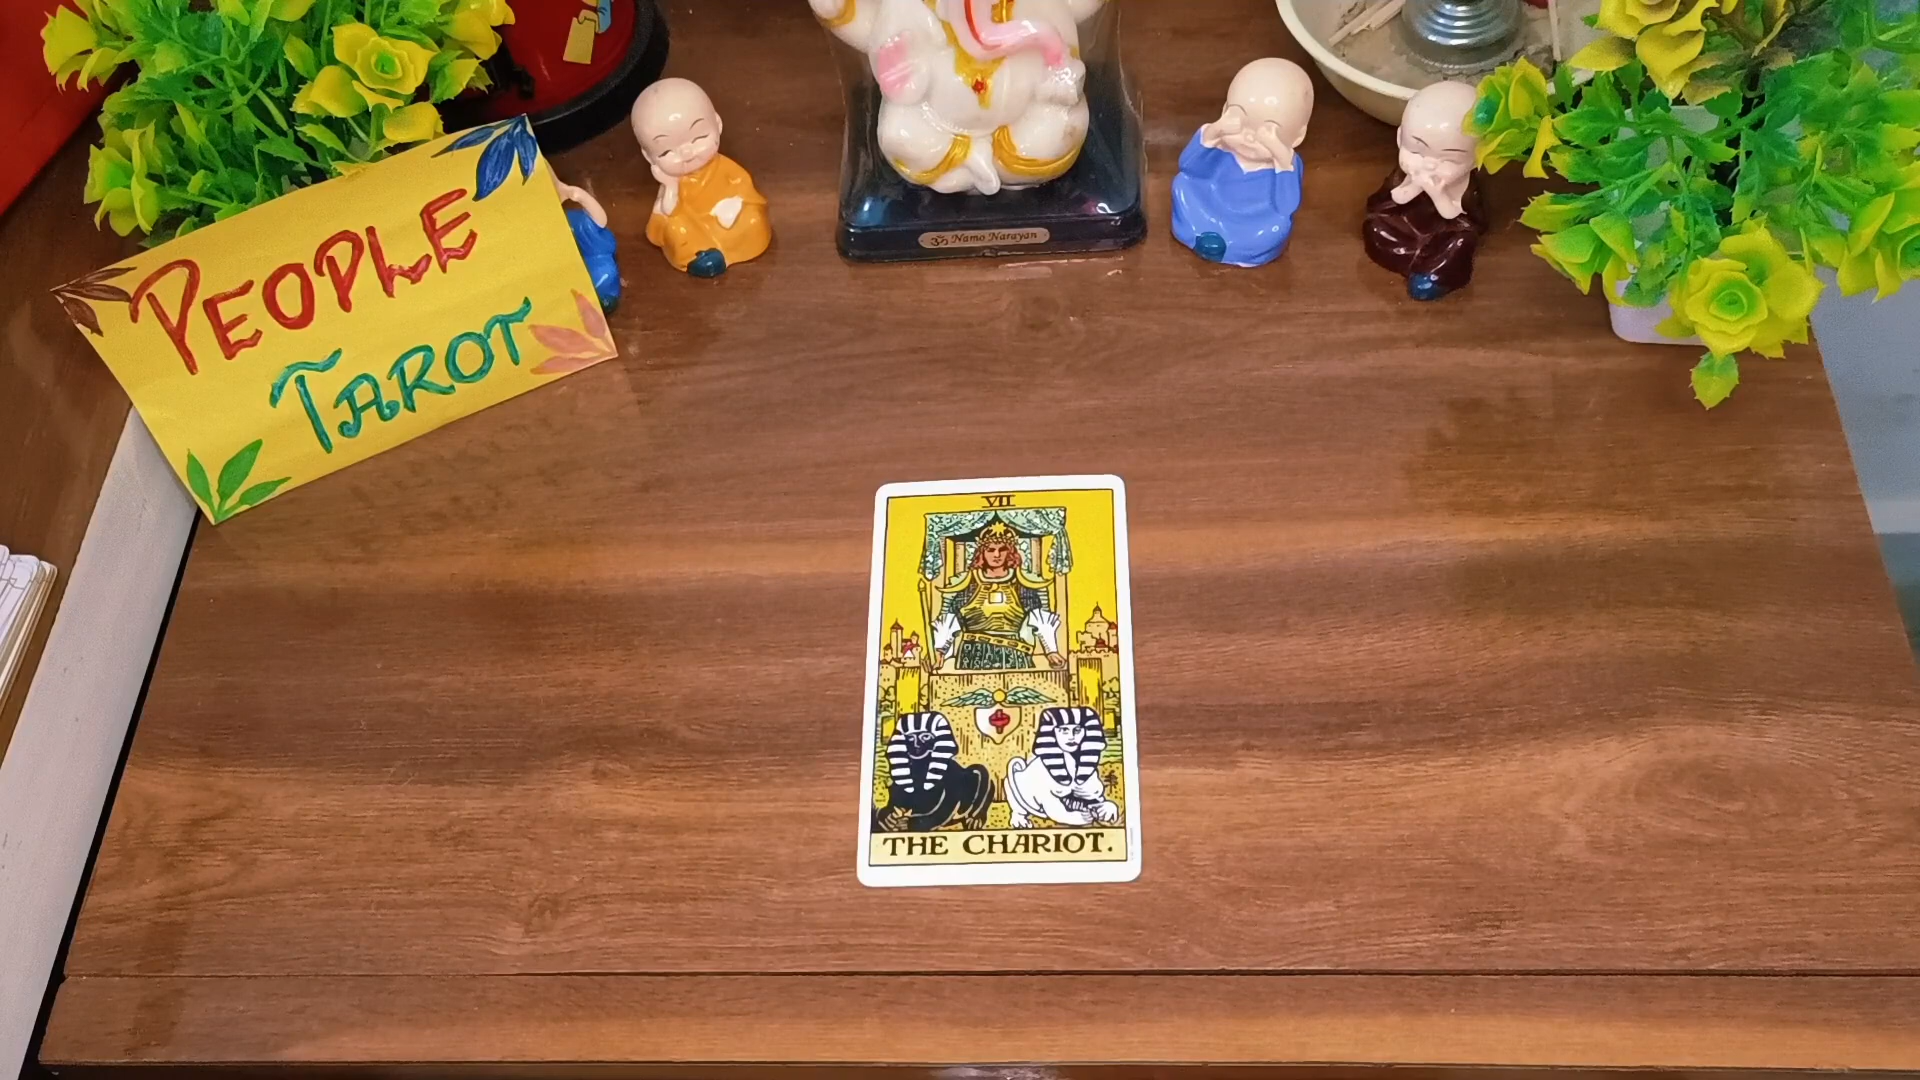 PEOPLE
TAROT
ॐ Namo Narayan
VII
THE CHARIOT.